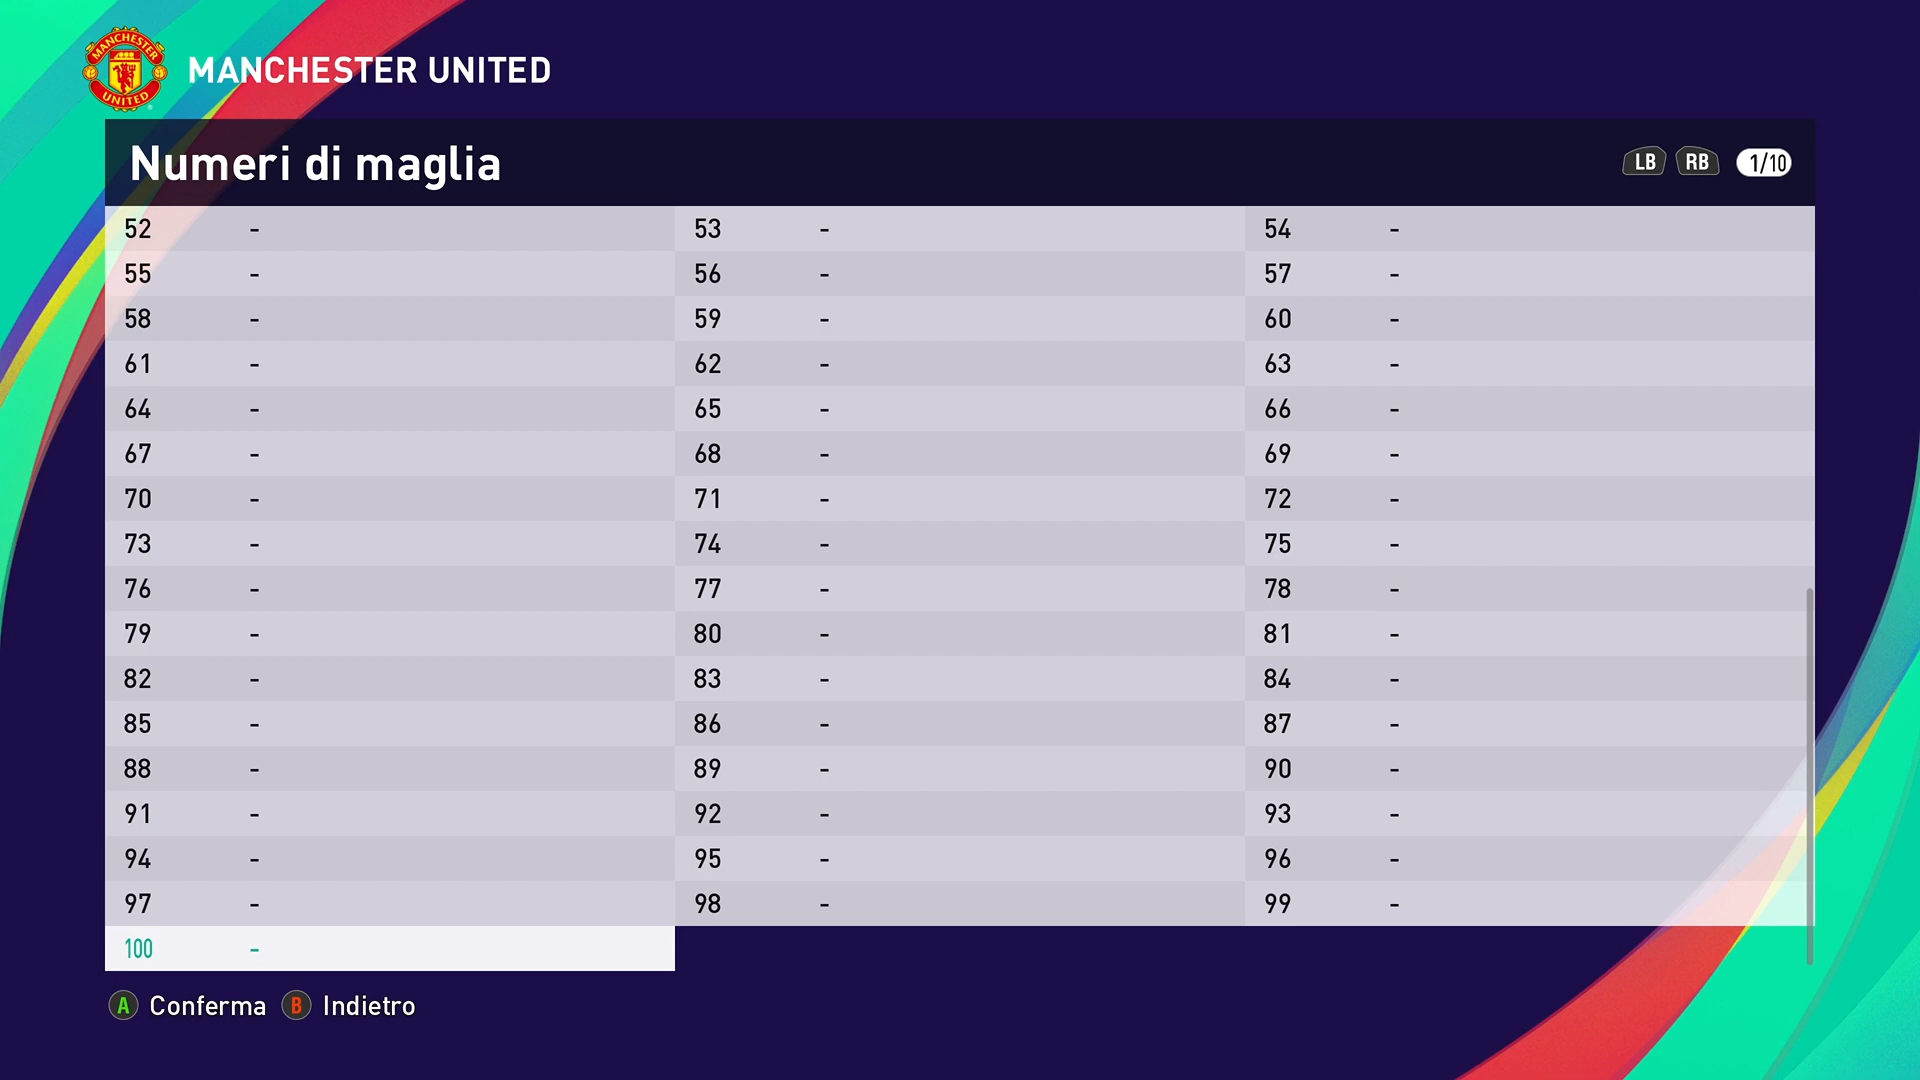 MANCHESTER
UNITED
MANCHESTER UNITED
Numeri di maglia
LB RB 1/10
52 - 53 - 54 -
55 - 56 - 57 -
58 - 59 - 60 -
61 - 62 - 63 -
64 - 65 - 66 -
67 - 68 - 69 -
70 - 71 - 72 -
73 - 74 - 75 -
76 - 77 - 78 -
79 - 80 - 81 -
82 - 83 - 84 -
85 - 86 - 87 -
88 - 89 - 90 -
91 - 92 - 93 -
94 - 95 - 96 -
97 - 98 - 99 -
100 -
A Conferma B Indietro